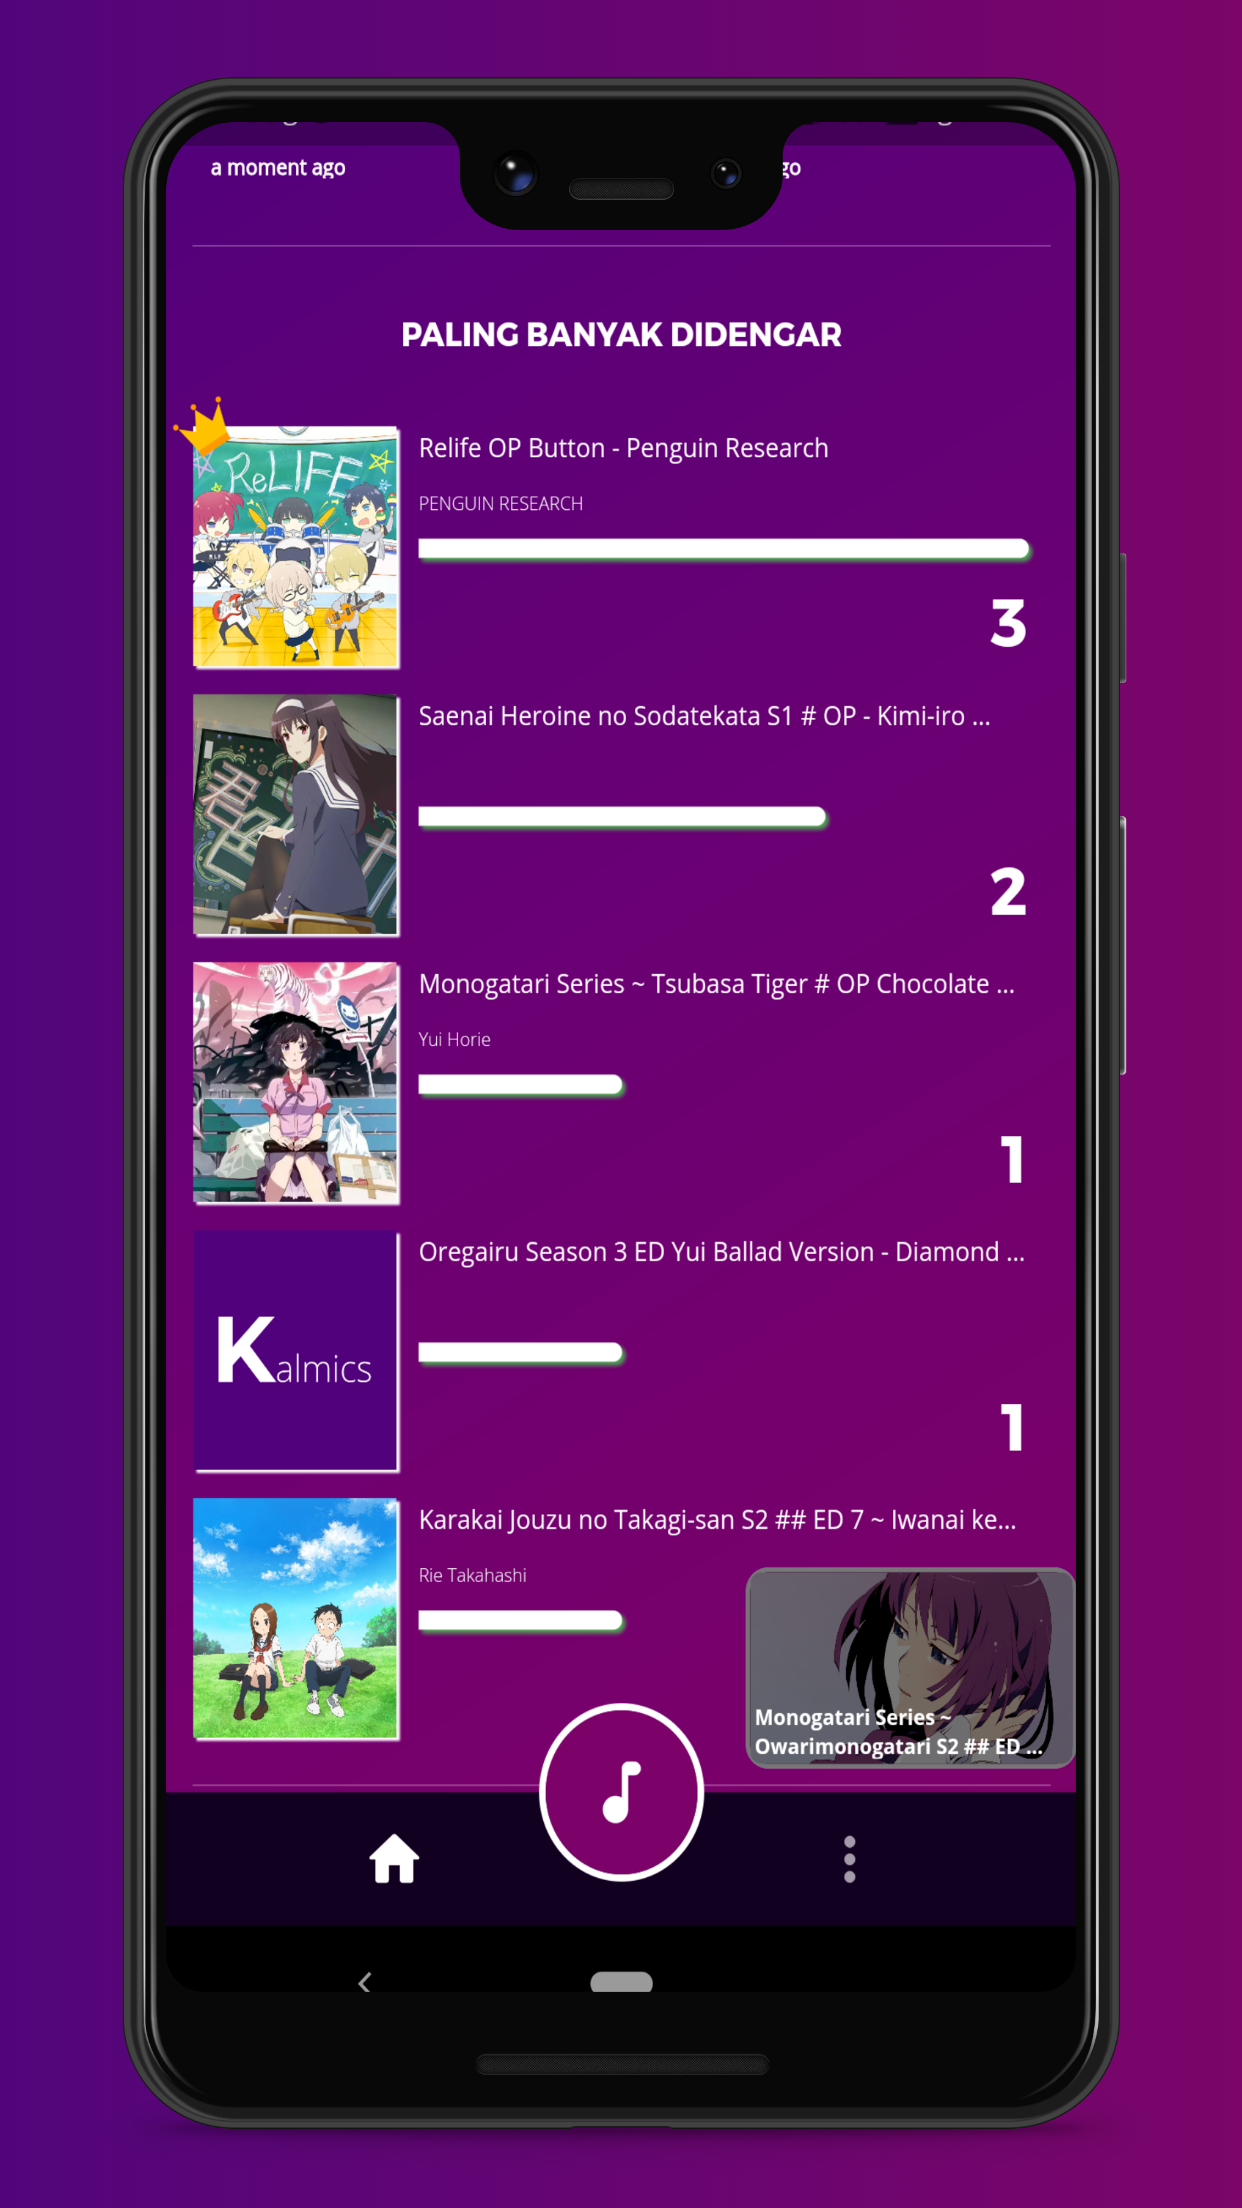 a moment ago
go
PALING BANYAK DIDENGAR
ReLIFE
Relife OP Button - Penguin Research
PENGUIN RESEARCH
3
君色
Saenai Heroine no Sodatekata S1 # OP - Kimi-iro ...
2
Monogatari Series ~ Tsubasa Tiger # OP Chocolate ...
Yui Horie
1
Kalmics
Oregairu Season 3 ED Yui Ballad Version - Diamond ...
1
Karakai Jouzu no Takagi-san S2 ## ED 7 ~ Iwanai ke...
Rie Takahashi
Monogatari Series ~
Owarimonogatari S2 ## ED ...